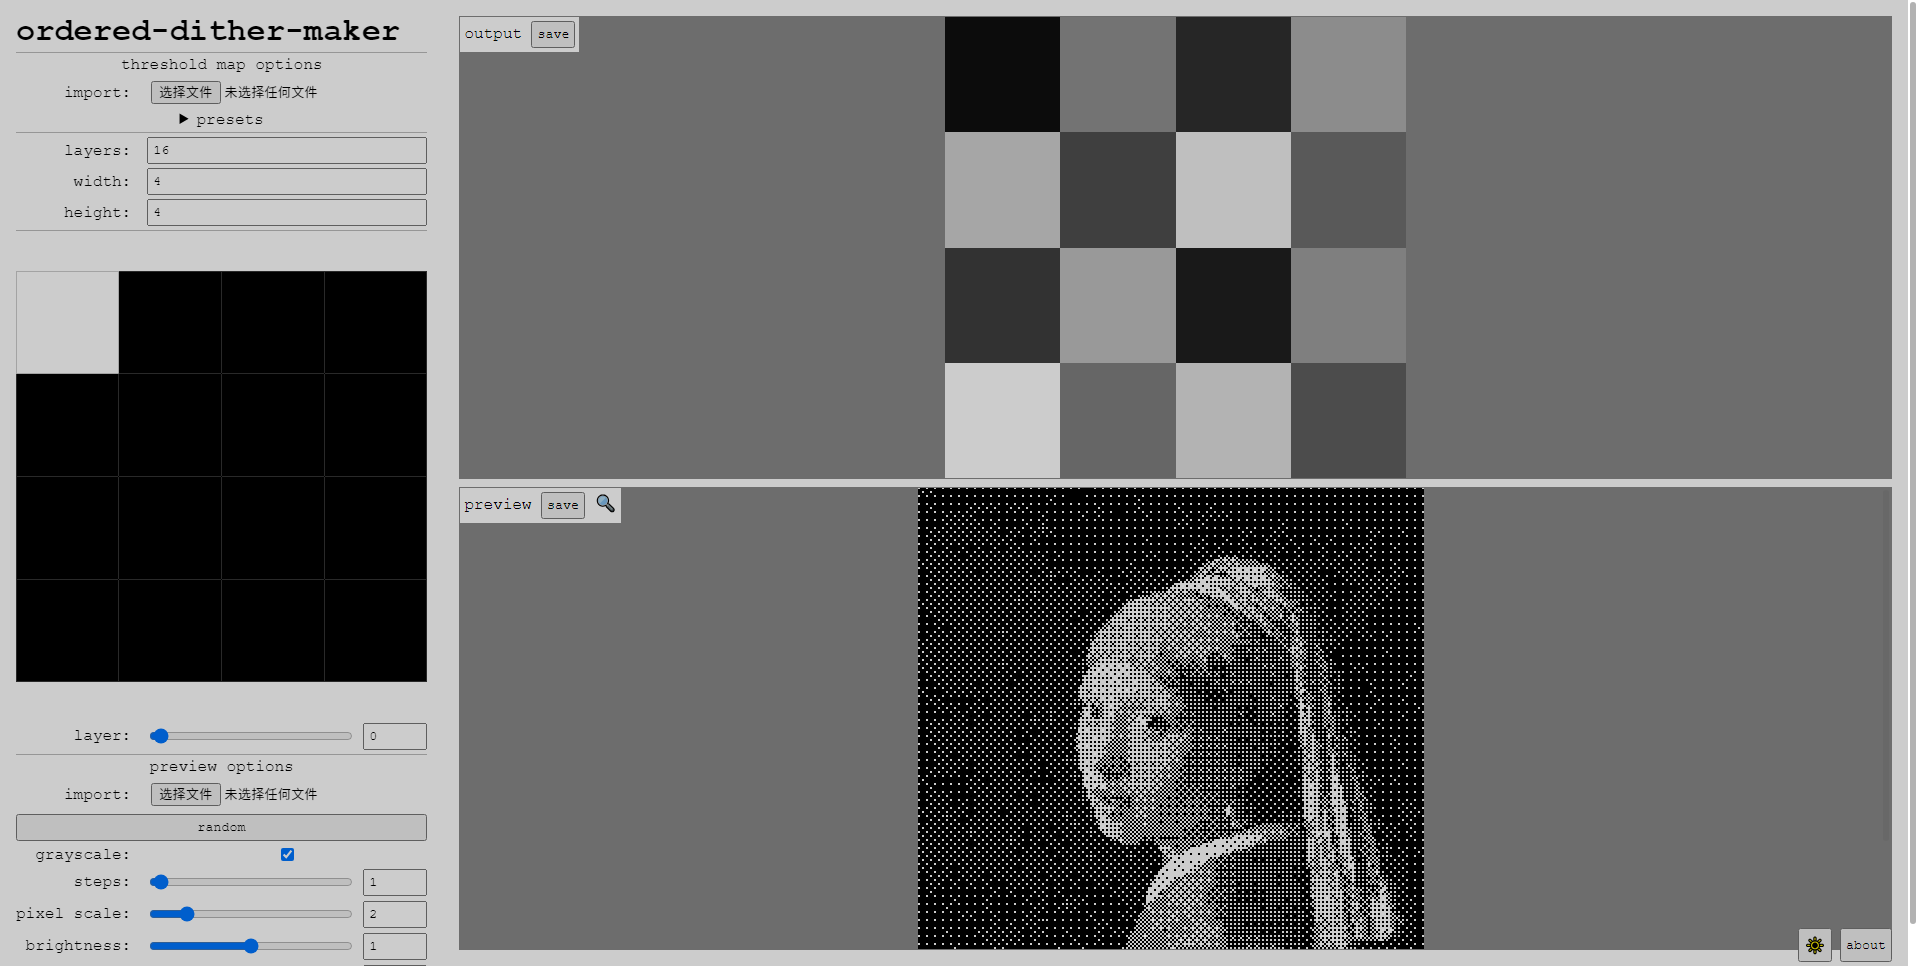 ordered-dither-maker
threshold map options
import: 选择文件 未选择任何文件
▶ presets
layers: 16
width: 4
height: 4
layer: 0
preview options
import: 选择文件 未选择任何文件
random
grayscale:
steps: 1
pixel scale: 2
brightness: 1
output save
preview save
about